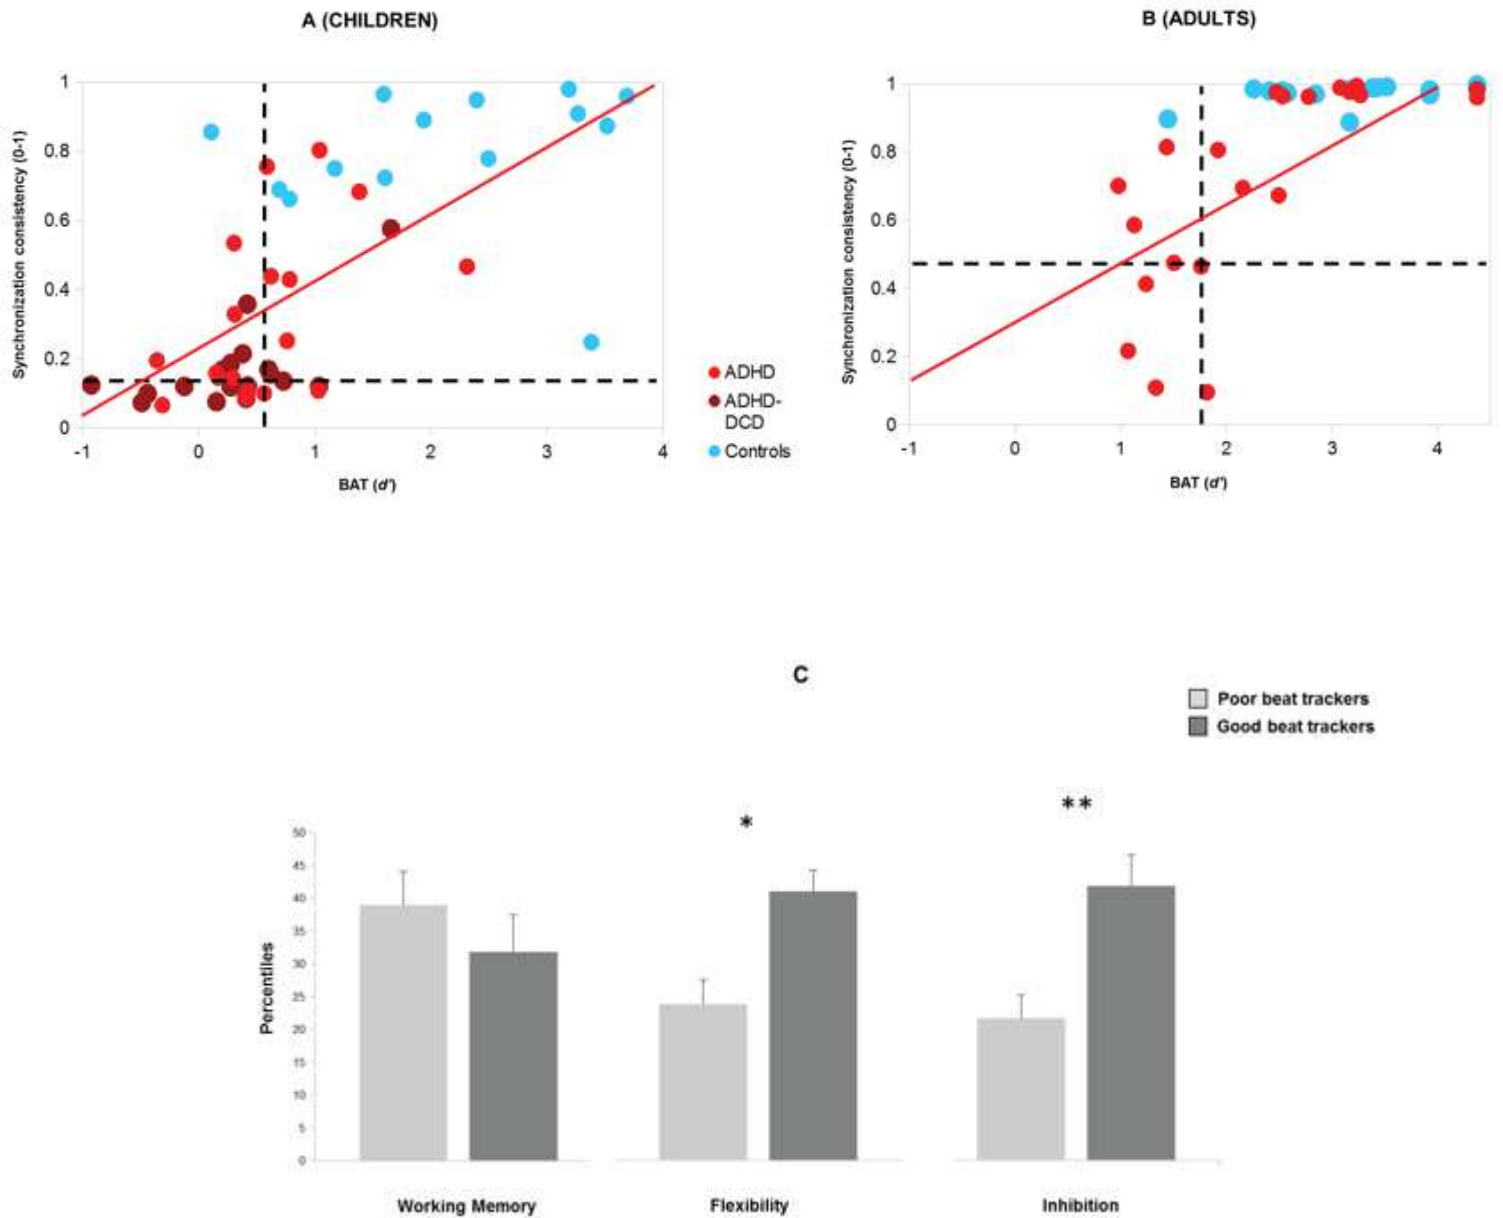 A (CHILDREN)
B (ADULTS)
Synchronization consistency (0-1)
1
0.8
0.6
0.4
0.2
0
-1
0
1
2
3
4
BAT (d')
ADHD
ADHD-
DCD
Controls
Synchronization consistency (0-1)
1
0.8
0.6
0.4
0.2
0
-1
0
1
2
3
4
BAT (d')
C
Poor beat trackers
Good beat trackers
*
**
Percentiles
50
45
40
35
30
25
20
15
10
5
0
Working Memory
Flexibility
Inhibition